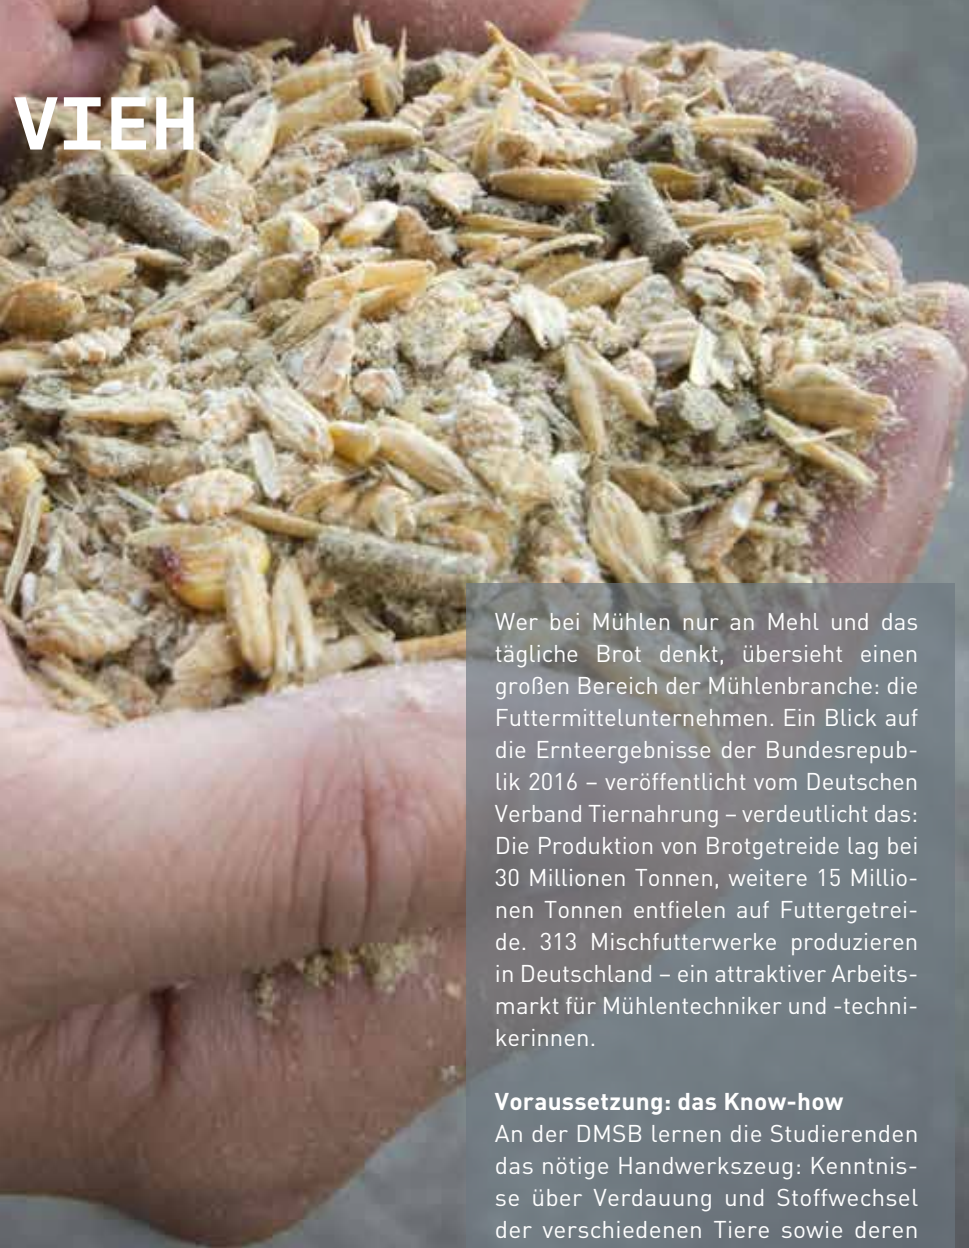 VIEH
Wer bei Mühlen nur an Mehl und das
tägliche Brot denkt, übersieht einen
großen Bereich der Mühlenbranche: die
Futtermittelunternehmen. Ein Blick auf
die Ernteergebnisse der Bundesrepub-
lik 2016 – veröffentlicht vom Deutschen
Verband Tiernahrung – verdeutlicht das:
Die Produktion von Brotgetreide lag bei
30 Millionen Tonnen, weitere 15 Millio-
nen Tonnen entfielen auf Futtergetrei-
de. 313 Mischfutterwerke produzieren
in Deutschland – ein attraktiver Arbeits-
markt für Mühlentechniker und -techni-
kerinnen.
Voraussetzung: das Know-how
An der DMSB lernen die Studierenden
das nötige Handwerkszeug: Kenntnis-
se über Verdauung und Stoffwechsel
der verschiedenen Tiere sowie deren